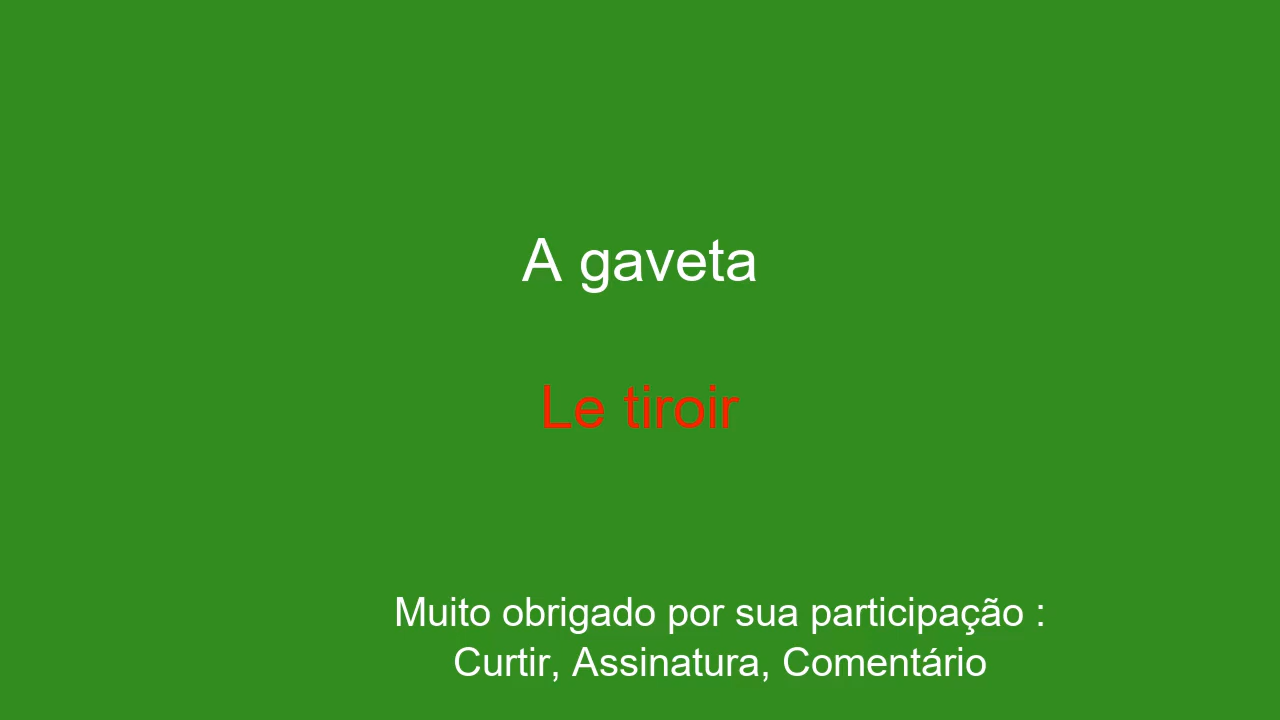 A gaveta
Le tiroir
Muito obrigado por sua participação :
Curtir, Assinatura, Comentário